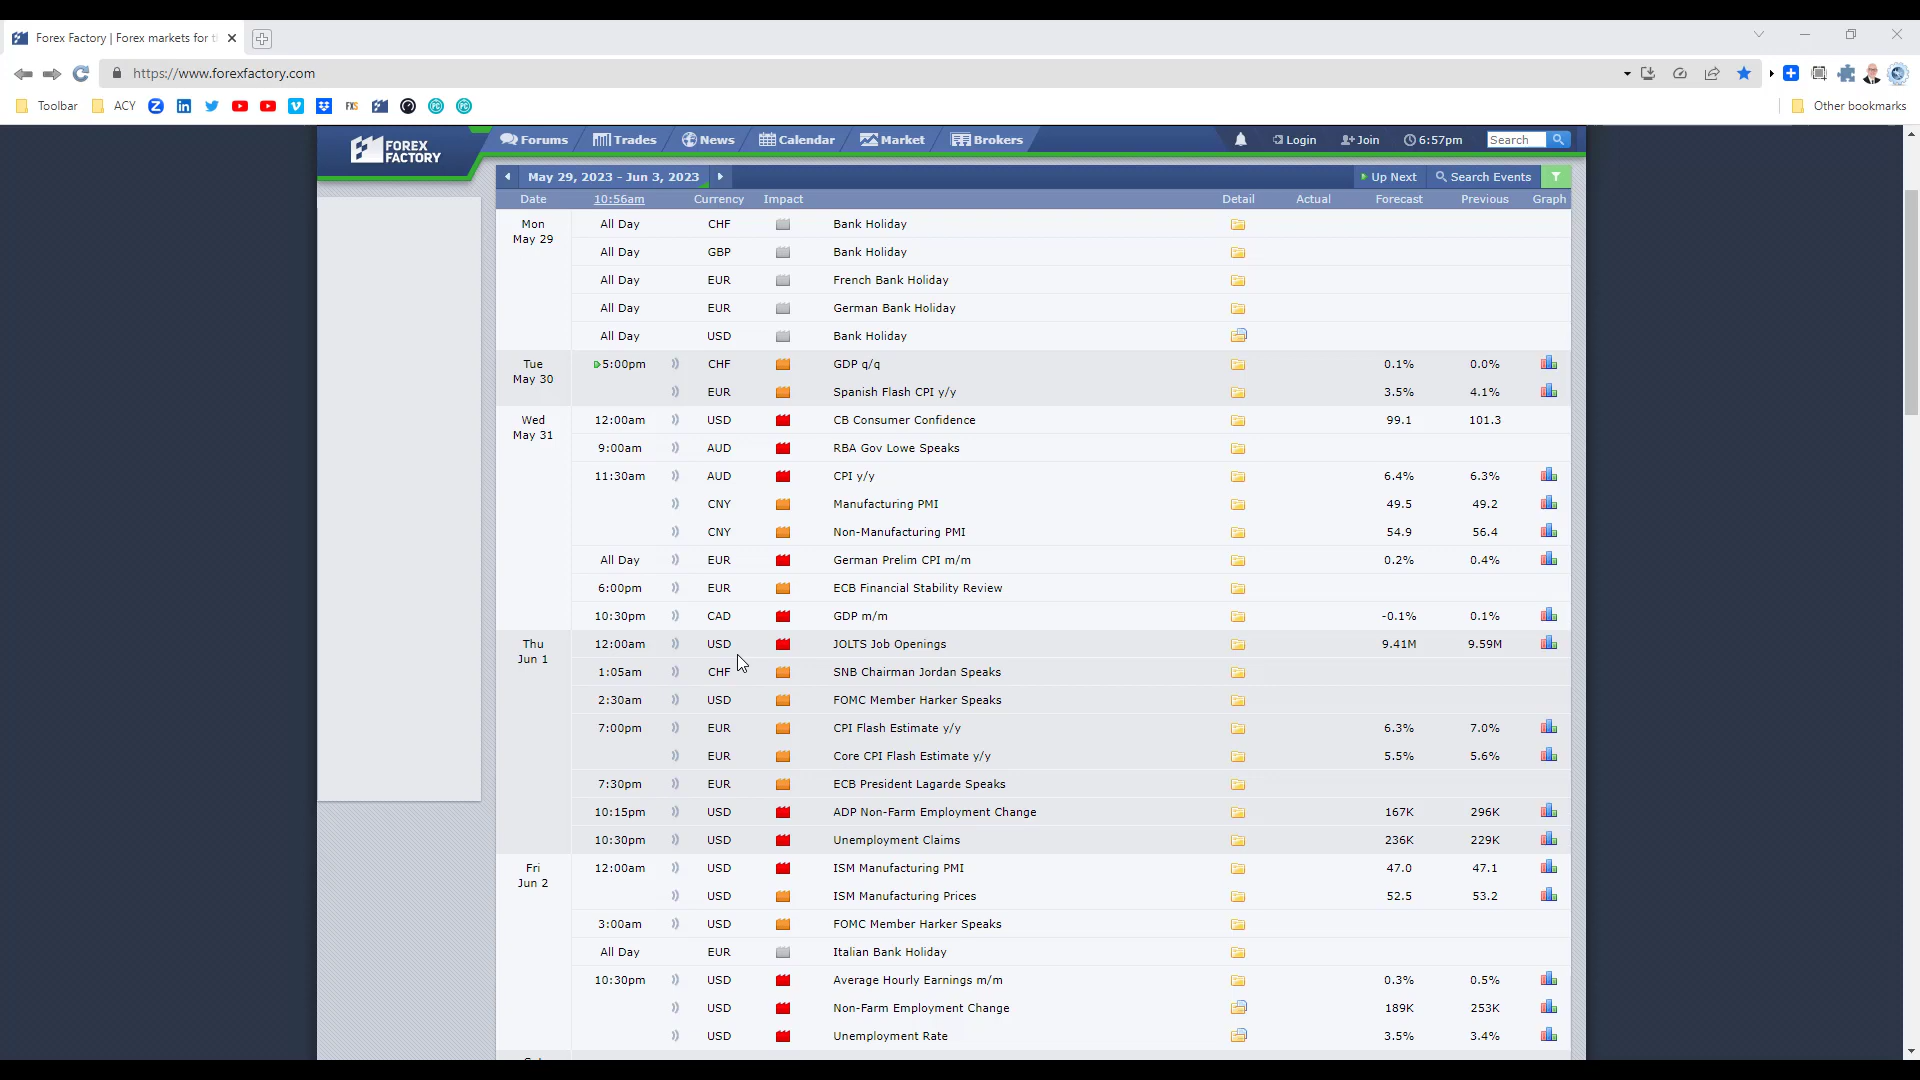 Forex Factory | Forex markets for t
https://www.forexfactory.com
Toolbar ACY FXS Other bookmarks
FOREX FACTORY Forums Trades News Calendar Market Brokers Login Join 6:57pm Search
May 29, 2023 - Jun 3, 2023 Up Next Search Events
Date 10:56am Currency Impact Detail Actual Forecast Previous Graph
Mon May 29 All Day CHF Bank Holiday
All Day GBP Bank Holiday
All Day EUR French Bank Holiday
All Day EUR German Bank Holiday
All Day USD Bank Holiday
Tue May 30 5:00pm CHF GDP q/q 0.1% 0.0%
EUR Spanish Flash CPI y/y 3.5% 4.1%
Wed May 31 12:00am USD CB Consumer Confidence 99.1 101.3
9:00am AUD RBA Gov Lowe Speaks
11:30am AUD CPI y/y 6.4% 6.3%
CNY Manufacturing PMI 49.5 49.2
CNY Non-Manufacturing PMI 54.9 56.4
All Day EUR German Prelim CPI m/m 0.2% 0.4%
6:00pm EUR ECB Financial Stability Review
10:30pm CAD GDP m/m -0.1% 0.1%
Thu Jun 1 12:00am USD JOLTS Job Openings 9.41M 9.59M
1:05am CHF SNB Chairman Jordan Speaks
2:30am USD FOMC Member Harker Speaks
7:00pm EUR CPI Flash Estimate y/y 6.3% 7.0%
EUR Core CPI Flash Estimate y/y 5.5% 5.6%
7:30pm EUR ECB President Lagarde Speaks
10:15pm USD ADP Non-Farm Employment Change 167K 296K
10:30pm USD Unemployment Claims 236K 229K
Fri Jun 2 12:00am USD ISM Manufacturing PMI 47.0 47.1
USD ISM Manufacturing Prices 52.5 53.2
3:00am USD FOMC Member Harker Speaks
All Day EUR Italian Bank Holiday
10:30pm USD Average Hourly Earnings m/m 0.3% 0.5%
USD Non-Farm Employment Change 189K 253K
USD Unemployment Rate 3.5% 3.4%